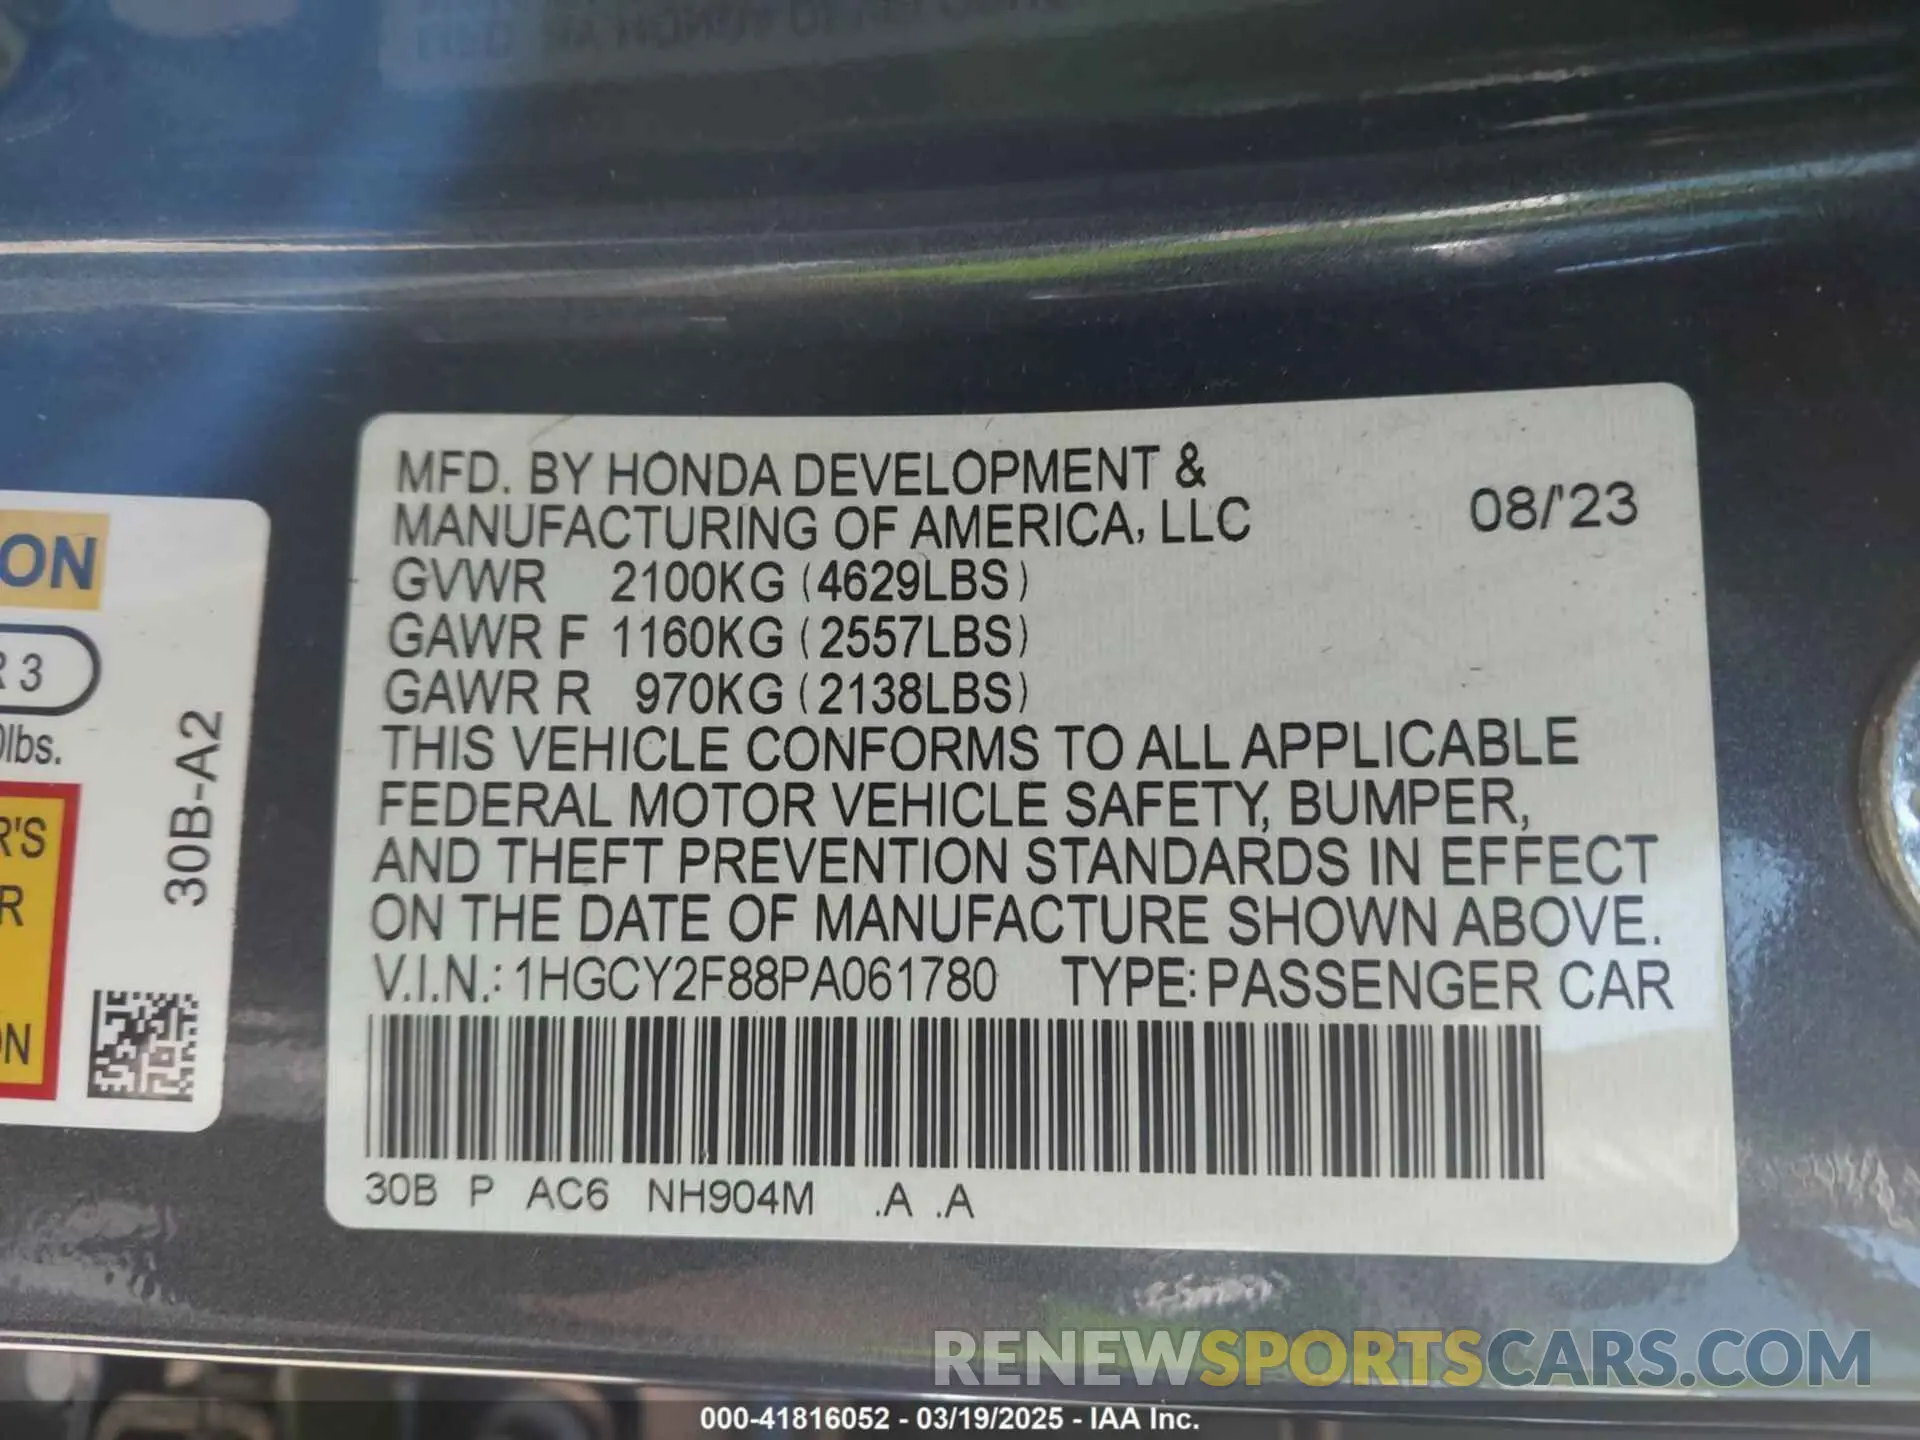 MFD. BY HONDA DEVELOPMENT &
MANUFACTURING OF AMERICA, LLC
08/'23
GVWR 2100KG (4629LBS)
GAWR F 1160KG (2557LBS)
GAWR R 970KG (2138LBS)
THIS VEHICLE CONFORMS TO ALL APPLICABLE
FEDERAL MOTOR VEHICLE SAFETY, BUMPER,
AND THEFT PREVENTION STANDARDS IN EFFECT
ON THE DATE OF MANUFACTURE SHOWN ABOVE.
V.I.N.: 1HGCY2F88PA061780 TYPE: PASSENGER CAR
30B P AC6 NH904M .A .A
ON
R 3
lbs.
30B-A2
R'S
R
ON
RENEWSPORTSCARS.COM
000-41816052 - 03/19/2025 - IAA Inc.